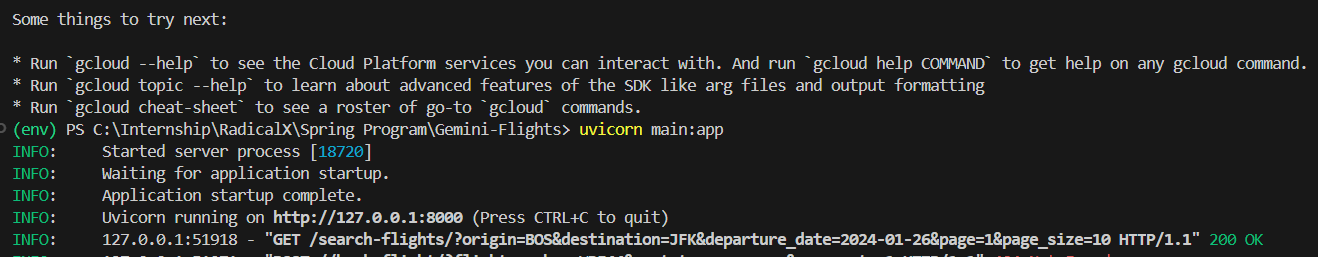 Some things to try next:
* Run `gcloud --help` to see the Cloud Platform services you can interact with. And run `gcloud help COMMAND` to get help on any gcloud command.
* Run `gcloud topic --help` to learn about advanced features of the SDK like arg files and output formatting
* Run `gcloud cheat-sheet` to see a roster of go-to `gcloud` commands.
(env) PS C:\Internship\RadicalX\Spring Program\Gemini-Flights> uvicorn main:app
INFO:     Started server process [18720]
INFO:     Waiting for application startup.
INFO:     Application startup complete.
INFO:     Uvicorn running on http://127.0.0.1:8000 (Press CTRL+C to quit)
INFO:     127.0.0.1:51918 - "GET /search-flights/?origin=BOS&destination=JFK&departure_date=2024-01-26&page=1&page_size=10 HTTP/1.1" 200 OK